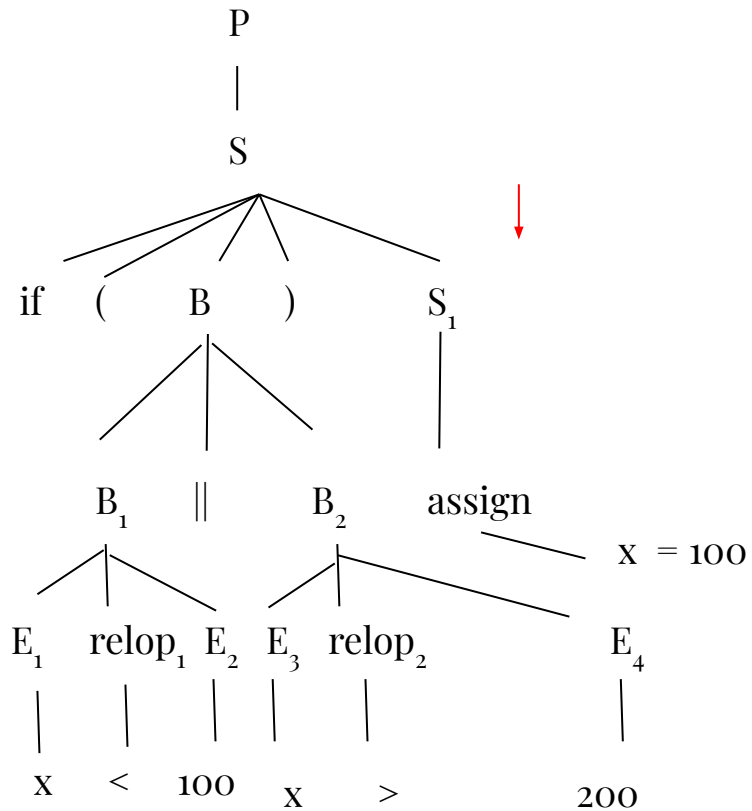 P
S
if ( B ) S₁
B₁ || B₂ assign
x = 100
E₁ relop₁ E₂ E₃ relop₂ E₄
x < 100 x > 200